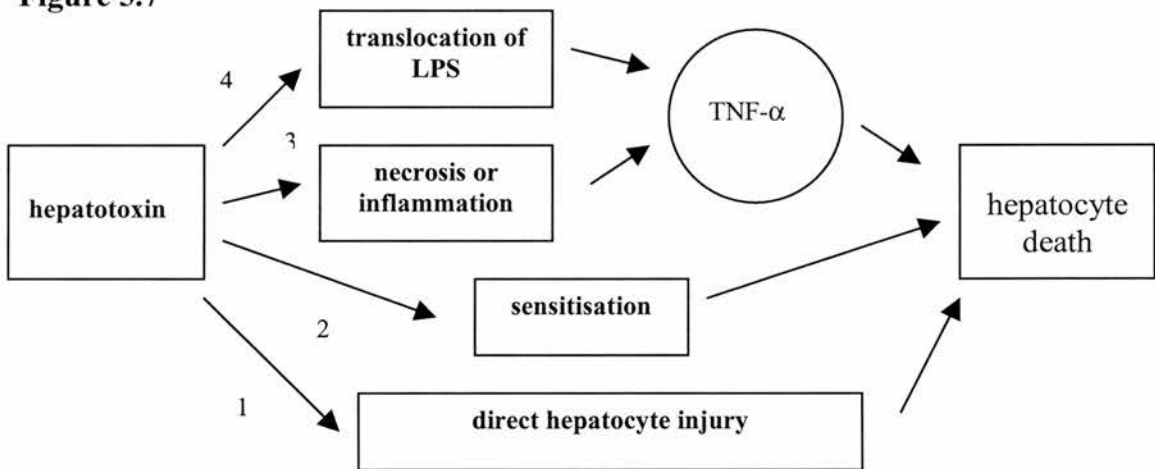 Figure 3.7
translocation of
LPS
4
TNF-α
3
necrosis or
inflammation
hepatotoxin
hepatocyte
death
sensitisation
2
1
direct hepatocyte injury